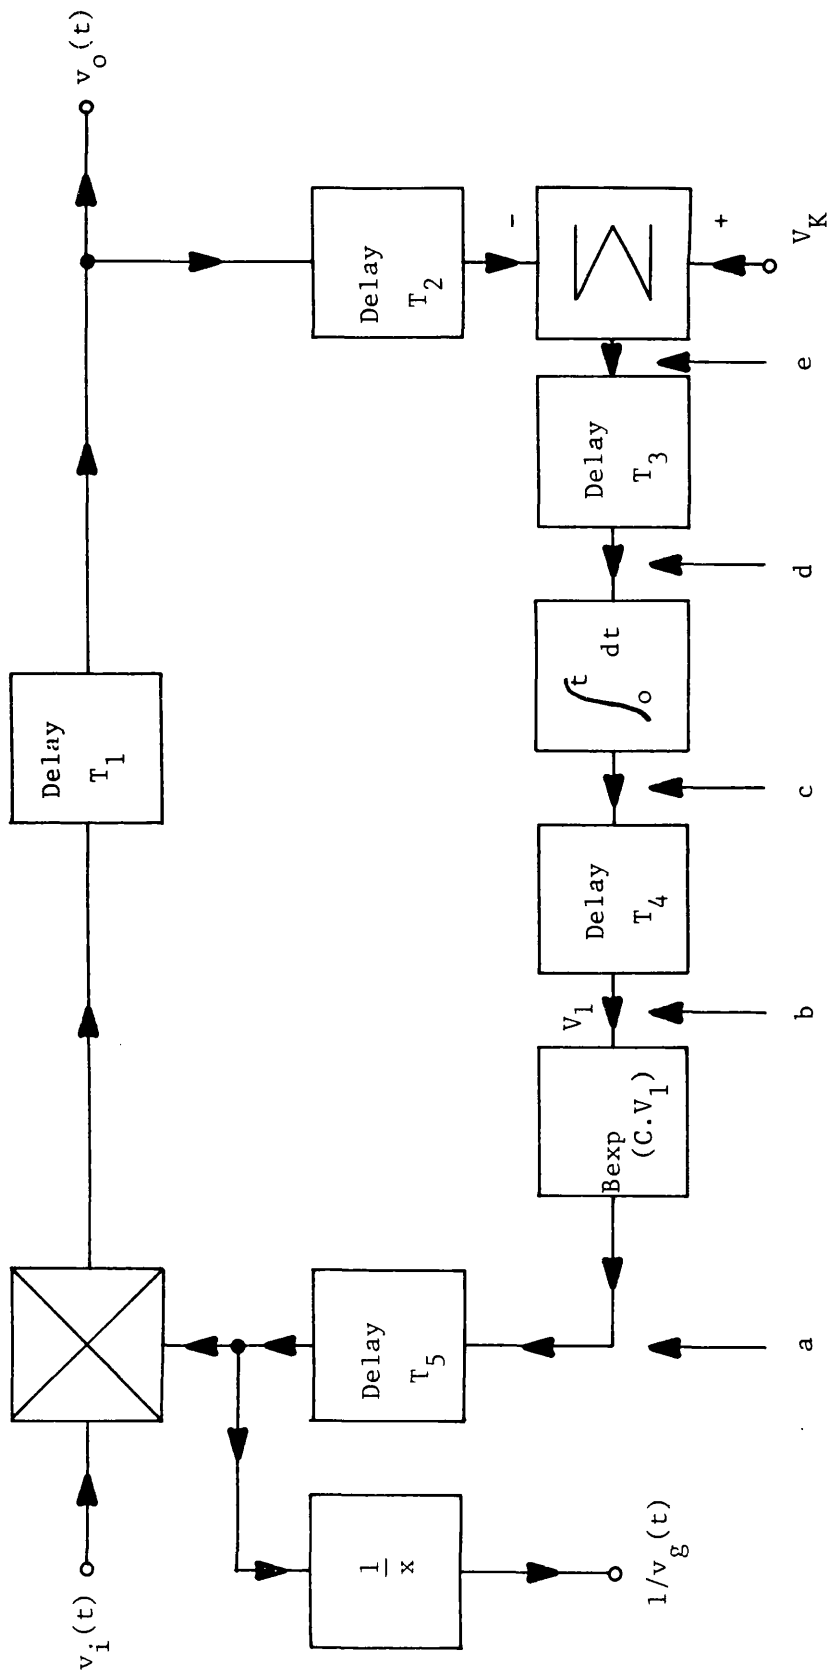 v_i(t)
Delay
T_1
v_o(t)
1
x
1/v_g(t)
Delay
T_5
Delay
T_2
-
Bexp
(C.V_1)
V_1
Delay
T_4
∫_o^t dt
Delay
T_3
Σ
+
V_K
a
b
c
d
e